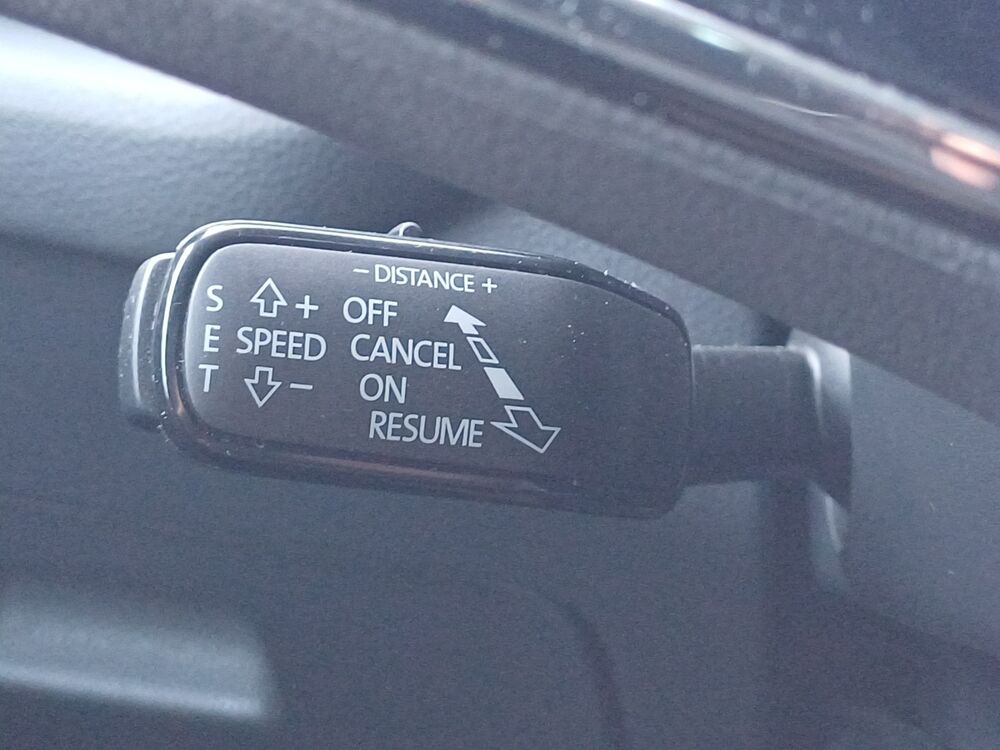 − DISTANCE +
S + OFF
E SPEED CANCEL
T − ON
RESUME